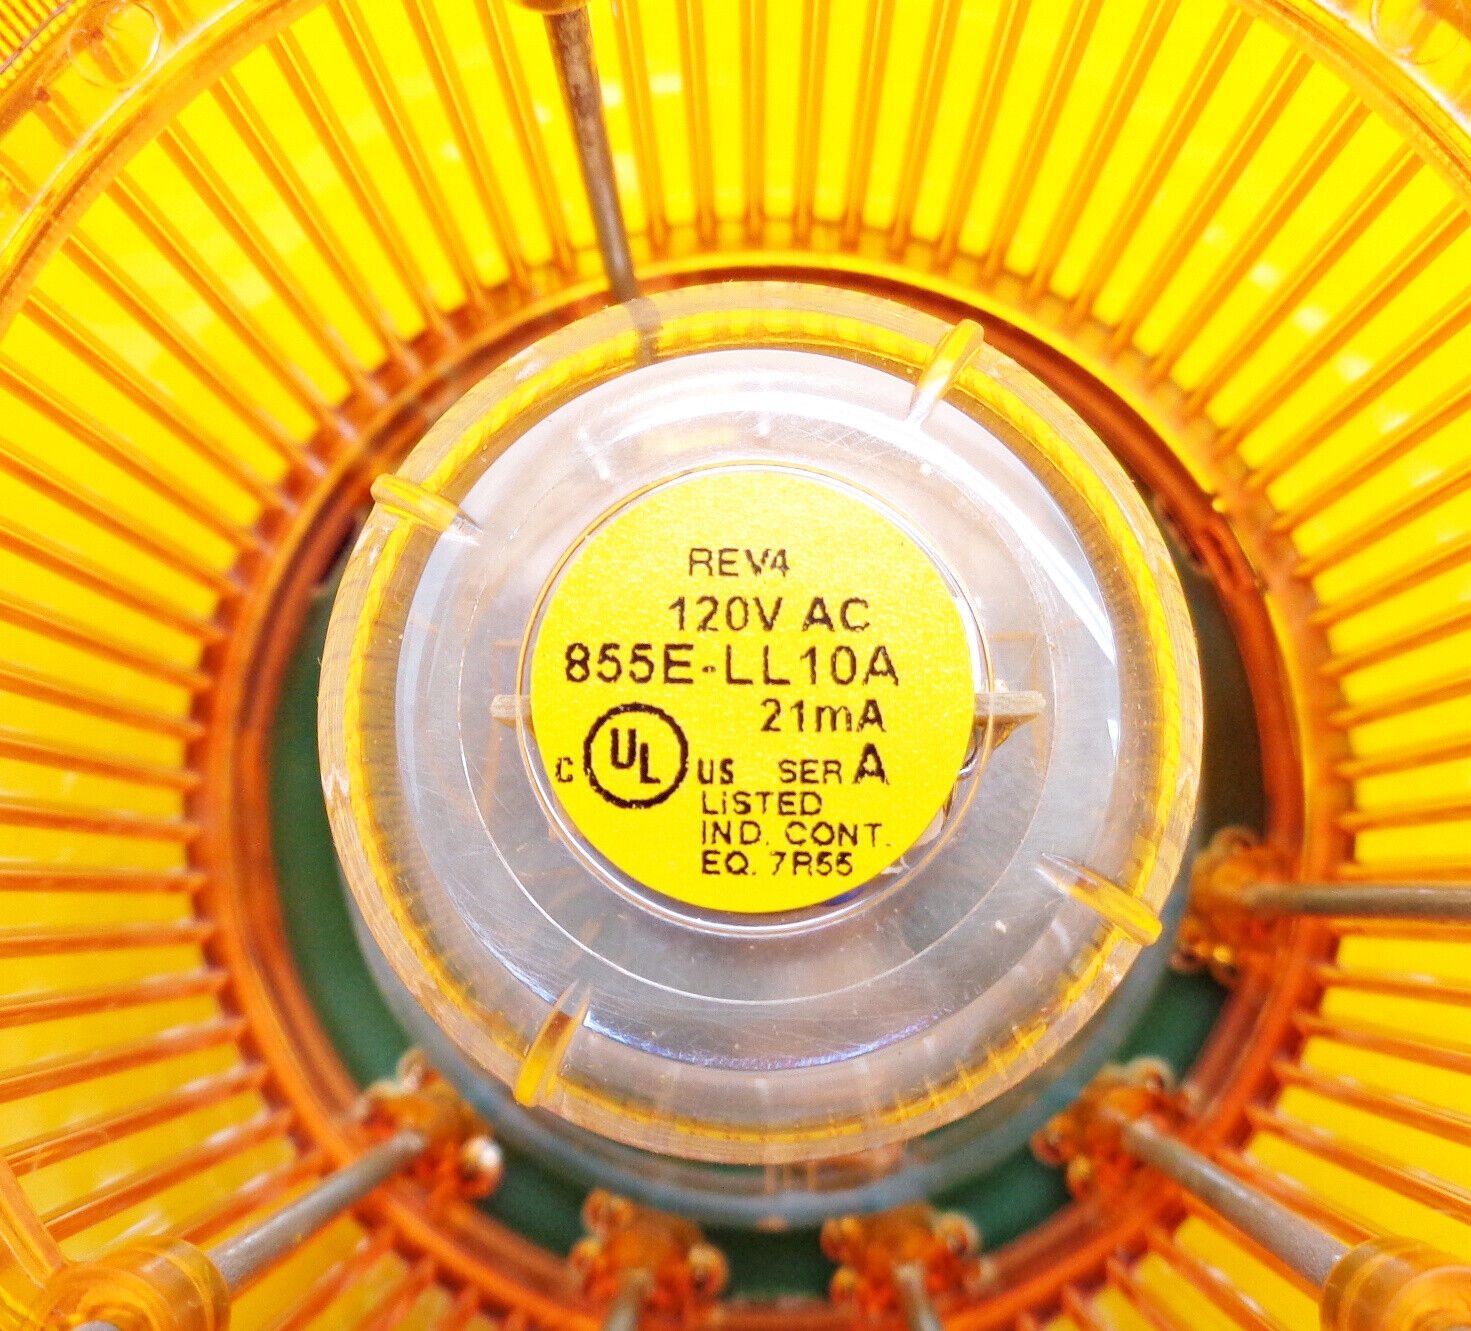 REV4
120V AC
855E-LL10A
21mA
C UL US SER A
LISTED
IND. CONT.
EQ. 7R55